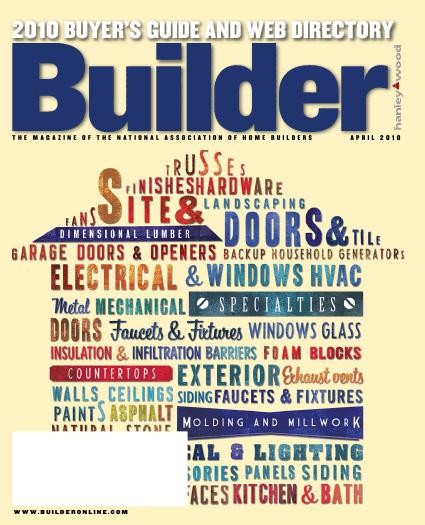 2010 BUYER'S GUIDE AND WEB DIRECTORY
Builder
hanley wood
THE MAGAZINE OF THE NATIONAL ASSOCIATION OF HOME BUILDERS APRIL 2010
TRUSSES
FINISHES HARDWARE
FANS SITE & LANDSCAPING
DIMENSIONAL LUMBER DOORS & TILE
GARAGE DOORS & OPENERS BACKUP HOUSEHOLD GENERATORS
ELECTRICAL & WINDOWS HVAC
Metal MECHANICAL SPECIALTIES
DOORS Faucets & Fixtures WINDOWS GLASS
INSULATION & INFILTRATION BARRIERS FOAM BLOCKS
COUNTERTOPS EXTERIOR Exhaust vents
WALLS CEILINGS SIDING FAUCETS & FIXTURES
PAINTS ASPHALT MOLDING AND MILLWORK
NATURAL STONE
CAL & LIGHTING
SORIES PANELS SIDING
FACES KITCHEN & BATH
WWW.BUILDERONLINE.COM